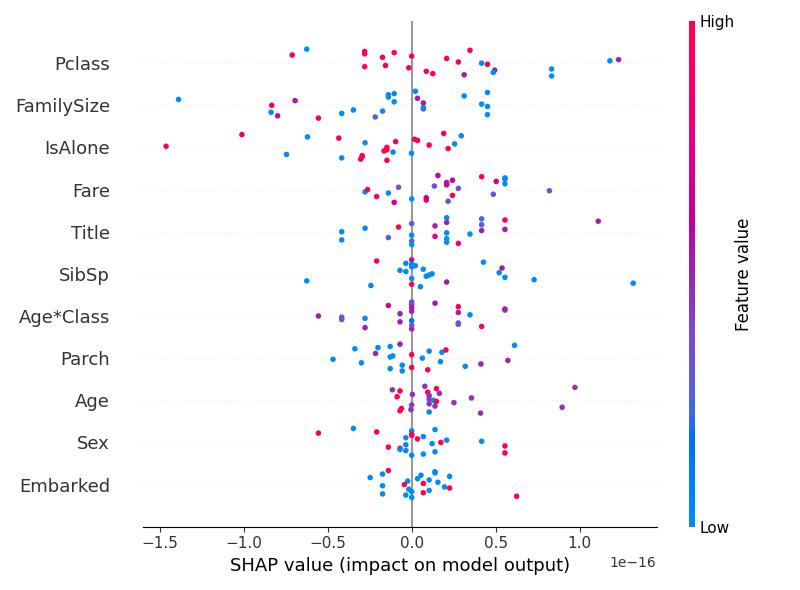 High
Pclass
FamilySize
IsAlone
Fare
Title
SibSp
Age*Class
Parch
Age
Sex
Embarked
Feature value
Low
−1.5 −1.0 −0.5 0.0 0.5 1.0
1e−16
SHAP value (impact on model output)